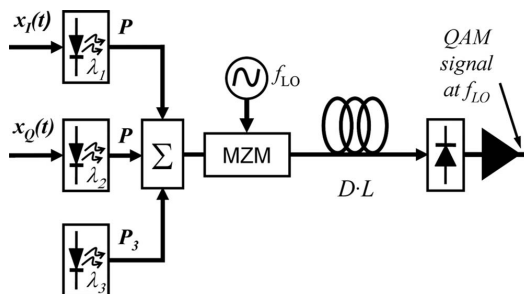 x_I(t)
P
λ_1
f_LO
QAM
signal
at f_LO
x_Q(t)
P
λ_2
Σ
MZM
D·L
P_3
λ_3